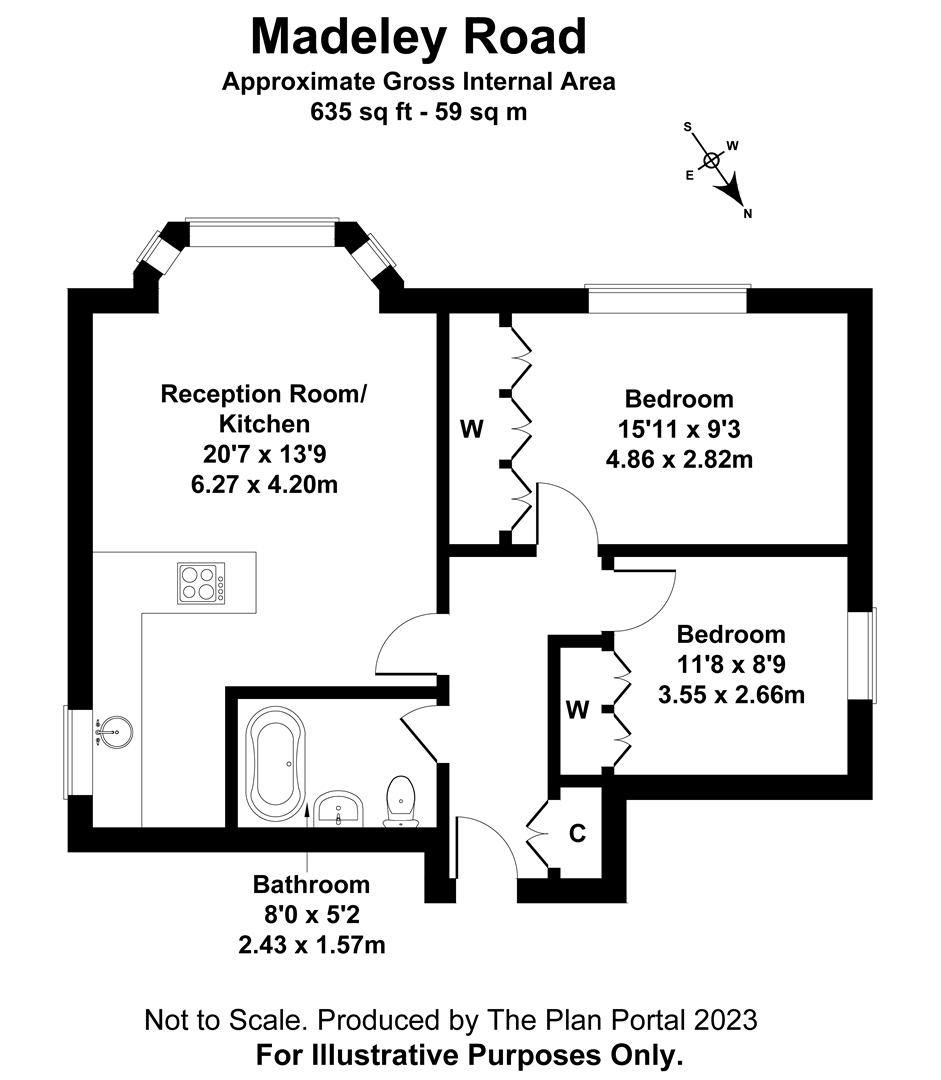 Madeley Road
Approximate Gross Internal Area
635 sq ft - 59 sq m
S
W
E
N
Reception Room/
Kitchen
20'7 x 13'9
6.27 x 4.20m
W
Bedroom
15'11 x 9'3
4.86 x 2.82m
Bedroom
11'8 x 8'9
3.55 x 2.66m
W
C
Bathroom
8'0 x 5'2
2.43 x 1.57m
Not to Scale. Produced by The Plan Portal 2023
For Illustrative Purposes Only.